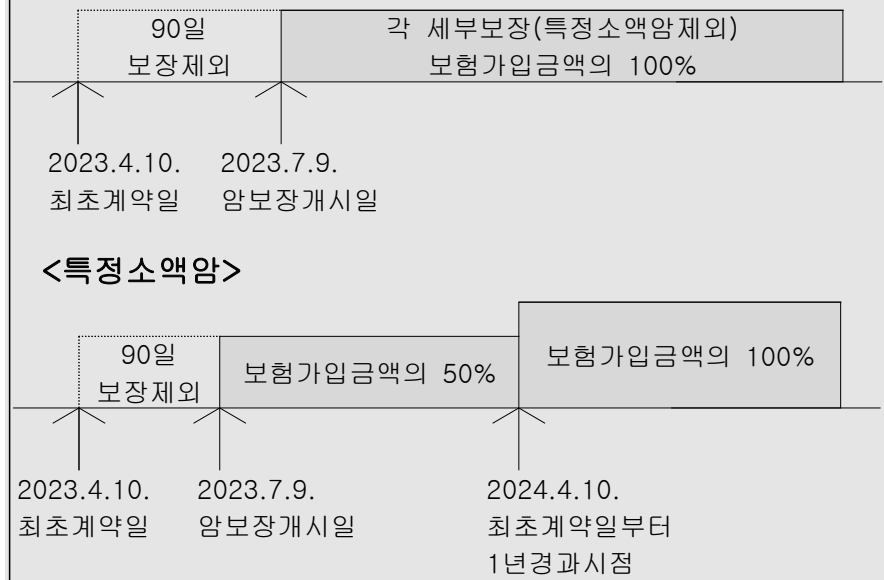 90일
보장제외
각 세부보장(특정소액암제외)
보험가입금액의 100%
2023.4.10.
최초계약일
2023.7.9.
암보장개시일
<특정소액암>
90일
보장제외
보험가입금액의 50%
보험가입금액의 100%
2023.4.10.
최초계약일
2023.7.9.
암보장개시일
2024.4.10.
최초계약일부터
1년경과시점